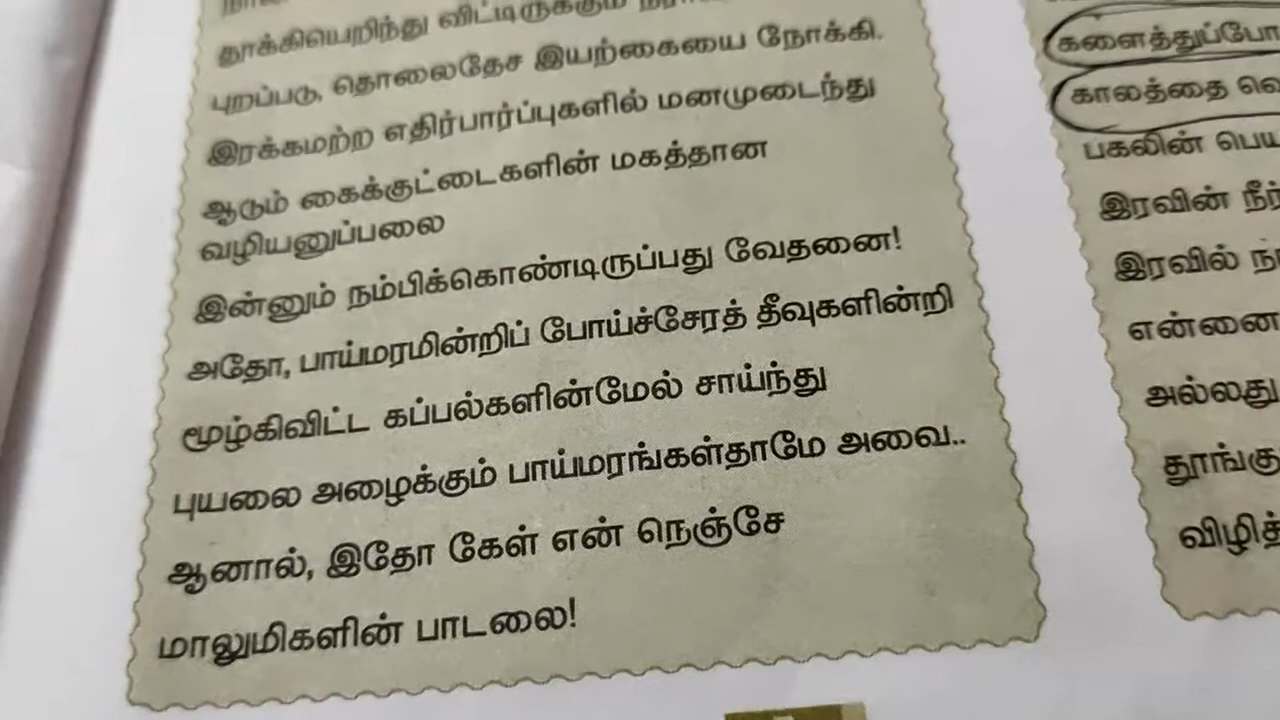 தூக்கியெறிந்து விட்டிருக்கும்
புறப்படு, தொலைதேச இயற்கையை நோக்கி.
இரக்கமற்ற எதிர்பார்ப்புகளில் மனமுடைந்து
ஆடும் கைக்குட்டைகளின் மகத்தான
வழியனுப்பலை
இன்னும் நம்பிக்கொண்டிருப்பது வேதனை!
அதோ, பாய்மரமின்றிப் போய்ச்சேரத் தீவுகளின்றி
மூழ்கிவிட்ட கப்பல்களின்மேல் சாய்ந்து
புயலை அழைக்கும் பாய்மரங்கள்தாமே அவை..
ஆனால், இதோ கேள் என் நெஞ்சே
மாலுமிகளின் பாடலை!
களைத்துப்போ
காலத்தை
பகலின் பெய
இரவின் நீர்
இரவில்
என்னை
அல்லது
தூங்கு
விழித்